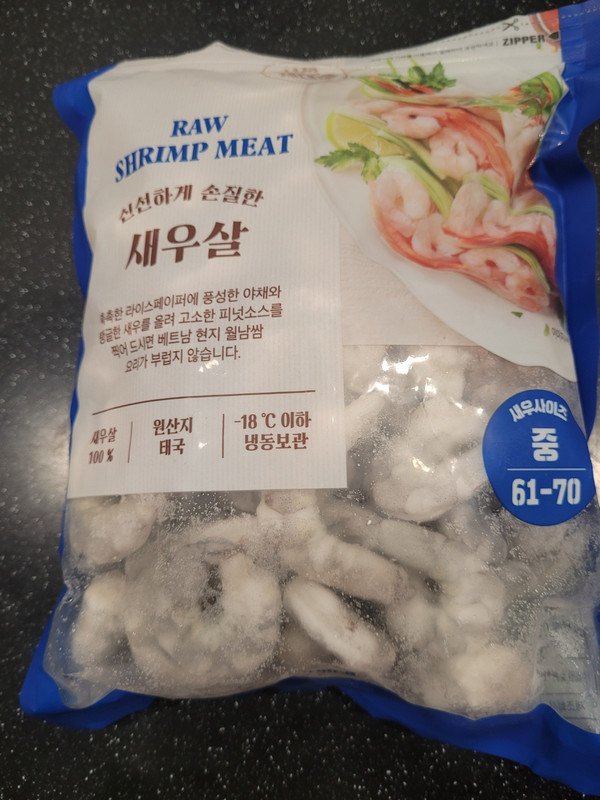 ZIPPER
RAW
SHRIMP MEAT
신선하게 손질한
새우살
촉촉한 라이스페이퍼에 풍성한 야채와
탱글한 새우를 올려 고소한 피넛소스를
찍어 드시면 베트남 현지 월남쌈
요리가 부럽지 않습니다.
새우살
100 %
원산지
태국
-18 ℃ 이하
냉동보관
새우사이즈
중
61-70